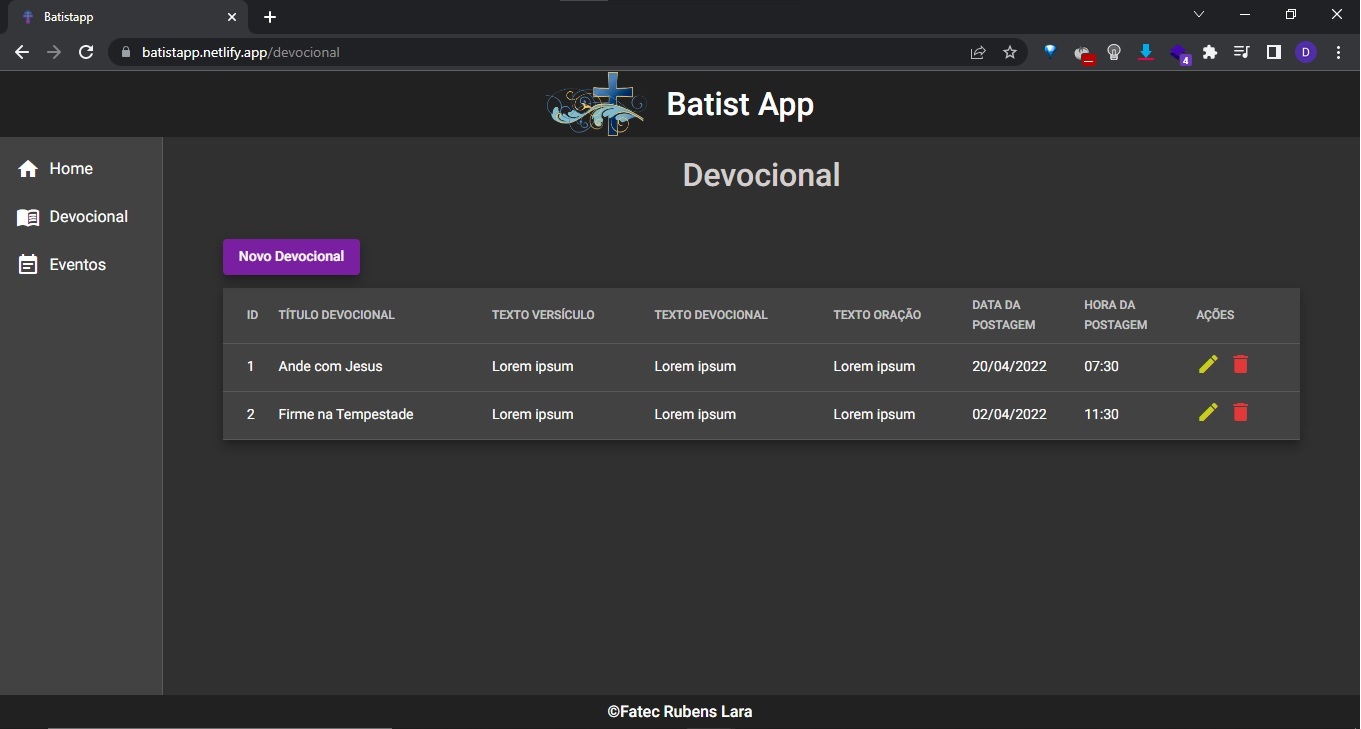 Batistapp
batistapp.netlify.app/devocional
4
D
Batist App
Home
Devocional
Eventos
Devocional
Novo Devocional
ID TÍTULO DEVOCIONAL TEXTO VERSÍCULO TEXTO DEVOCIONAL TEXTO ORAÇÃO DATA DA POSTAGEM HORA DA POSTAGEM AÇÕES
1 Ande com Jesus Lorem ipsum Lorem ipsum Lorem ipsum 20/04/2022 07:30
2 Firme na Tempestade Lorem ipsum Lorem ipsum Lorem ipsum 02/04/2022 11:30
©Fatec Rubens Lara